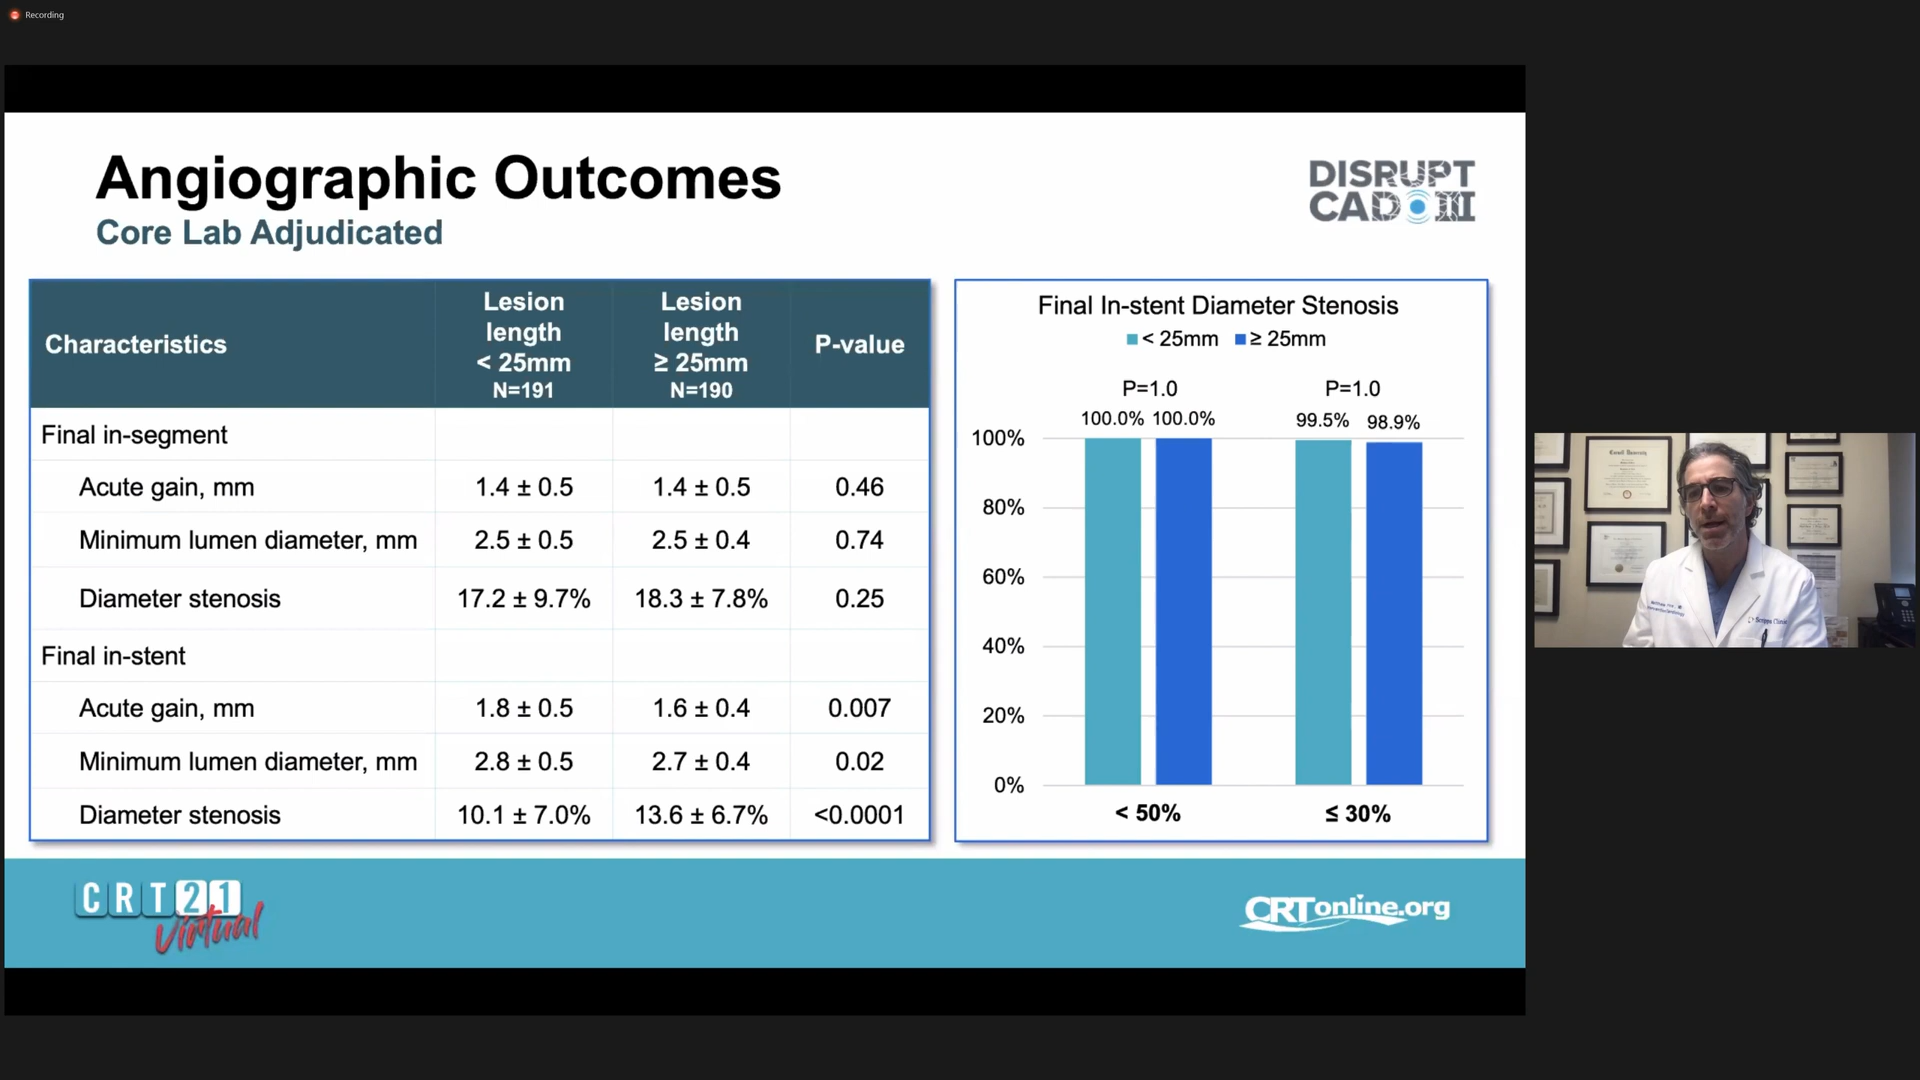 Recording
Angiographic Outcomes
Core Lab Adjudicated
DISRUPT
CAD III
Characteristics
Lesion
length
< 25mm
N=191
Lesion
length
≥ 25mm
N=190
P-value
Final in-segment
Acute gain, mm 1.4 ± 0.5 1.4 ± 0.5 0.46
Minimum lumen diameter, mm 2.5 ± 0.5 2.5 ± 0.4 0.74
Diameter stenosis 17.2 ± 9.7% 18.3 ± 7.8% 0.25
Final in-stent
Acute gain, mm 1.8 ± 0.5 1.6 ± 0.4 0.007
Minimum lumen diameter, mm 2.8 ± 0.5 2.7 ± 0.4 0.02
Diameter stenosis 10.1 ± 7.0% 13.6 ± 6.7% <0.0001
Final In-stent Diameter Stenosis
< 25mm ≥ 25mm
P=1.0 P=1.0
100.0% 100.0% 99.5% 98.9%
100%
80%
60%
40%
20%
0%
< 50% ≤ 30%
CRT21
Virtual
CRTonline.org
Cornell University
Scripps Clinic